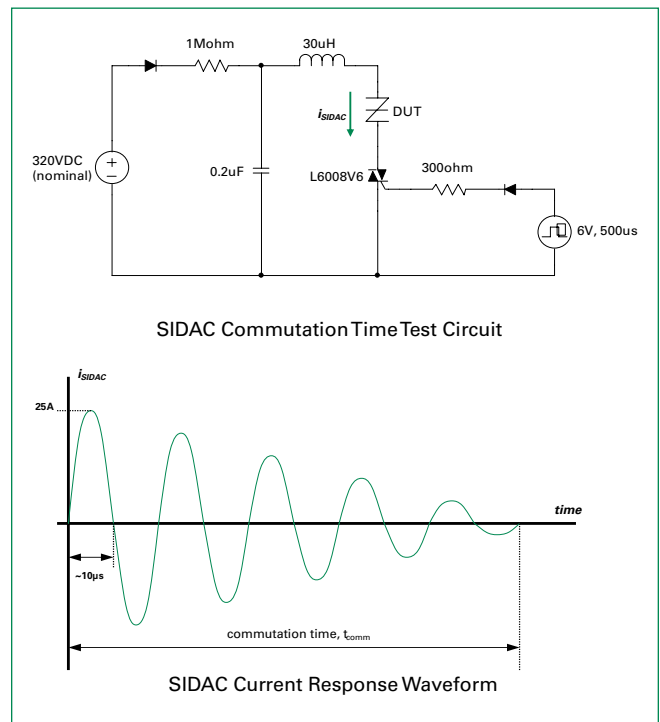 1Mohm
30uH
iSIDAC
DUT
320VDC
(nominal)
+
−
0.2uF
L6008V6
300ohm
6V, 500us
SIDAC Commutation Time Test Circuit
iSIDAC
25A
time
~10µs
commutation time, tcomm
SIDAC Current Response Waveform